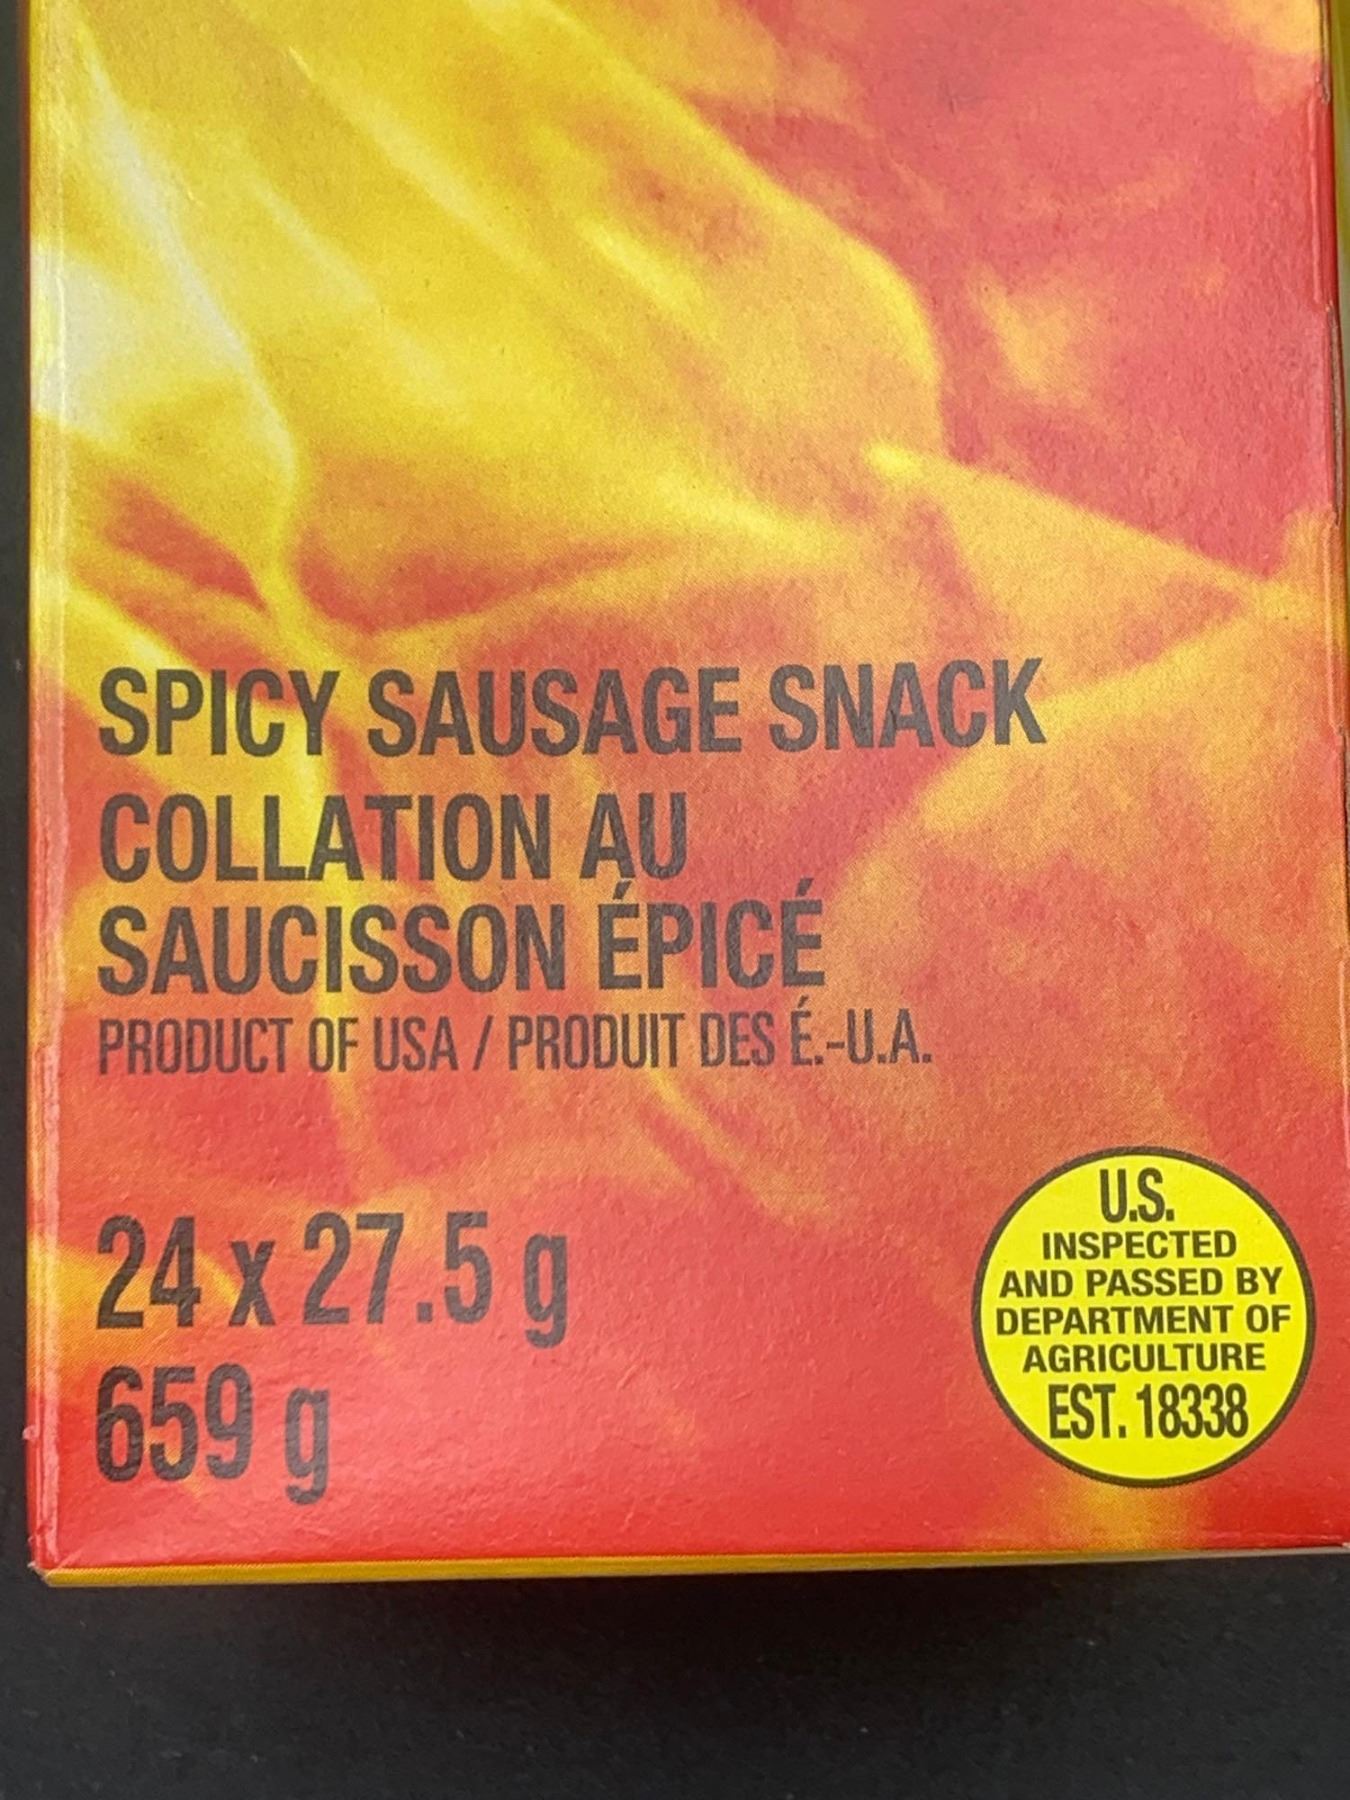 SPICY SAUSAGE SNACK
COLLATION AU
SAUCISSON ÉPICÉ
PRODUCT OF USA / PRODUIT DES É.-U.A.
24 x 27.5 g
659 g
U.S.
INSPECTED
AND PASSED BY
DEPARTMENT OF
AGRICULTURE
EST. 18338